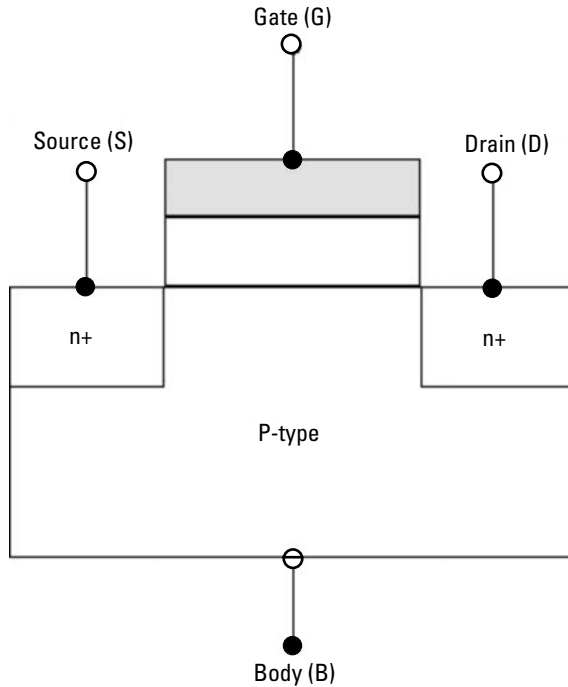 Gate (G)
Source (S)
Drain (D)
n+
n+
P-type
Body (B)